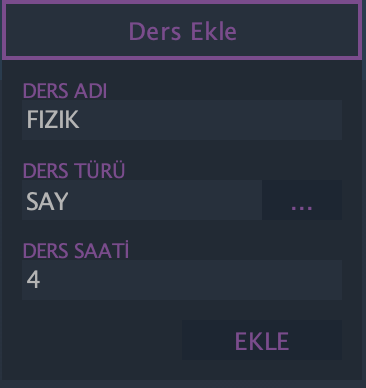 Ders Ekle
DERS ADI
FIZIK
DERS TÜRÜ
SAY ...
DERS SAATİ
4
EKLE